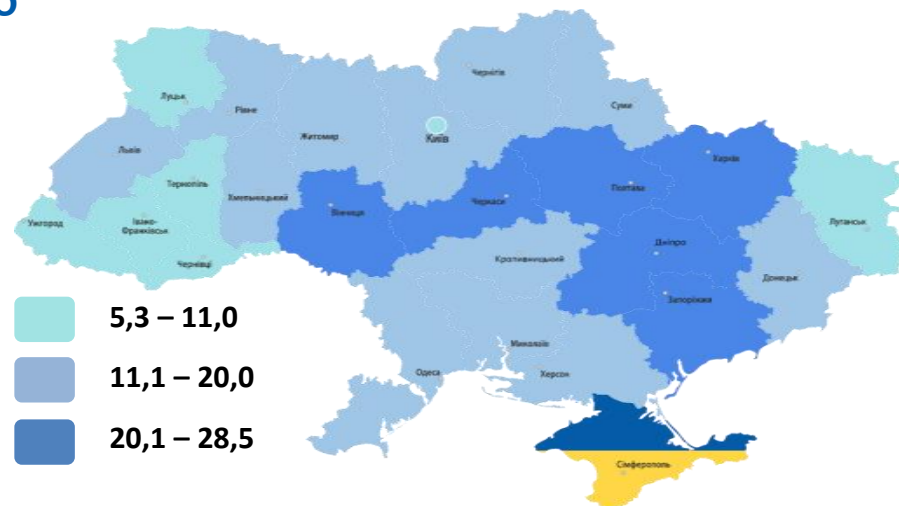 Чернігів
Луцьк
Рівне
Суми
Житомир
Київ
Львів
Харків
Тернопіль
Полтава
Хмельницький
Черкаси
Вінниця
Ужгород
Івано-
Франківськ
Луганськ
Дніпро
Чернівці
Кропивницький
Донецьк
Запоріжжя
5,3 – 11,0
Миколаїв
Одеса
Херсон
11,1 – 20,0
20,1 – 28,5
Сімферополь